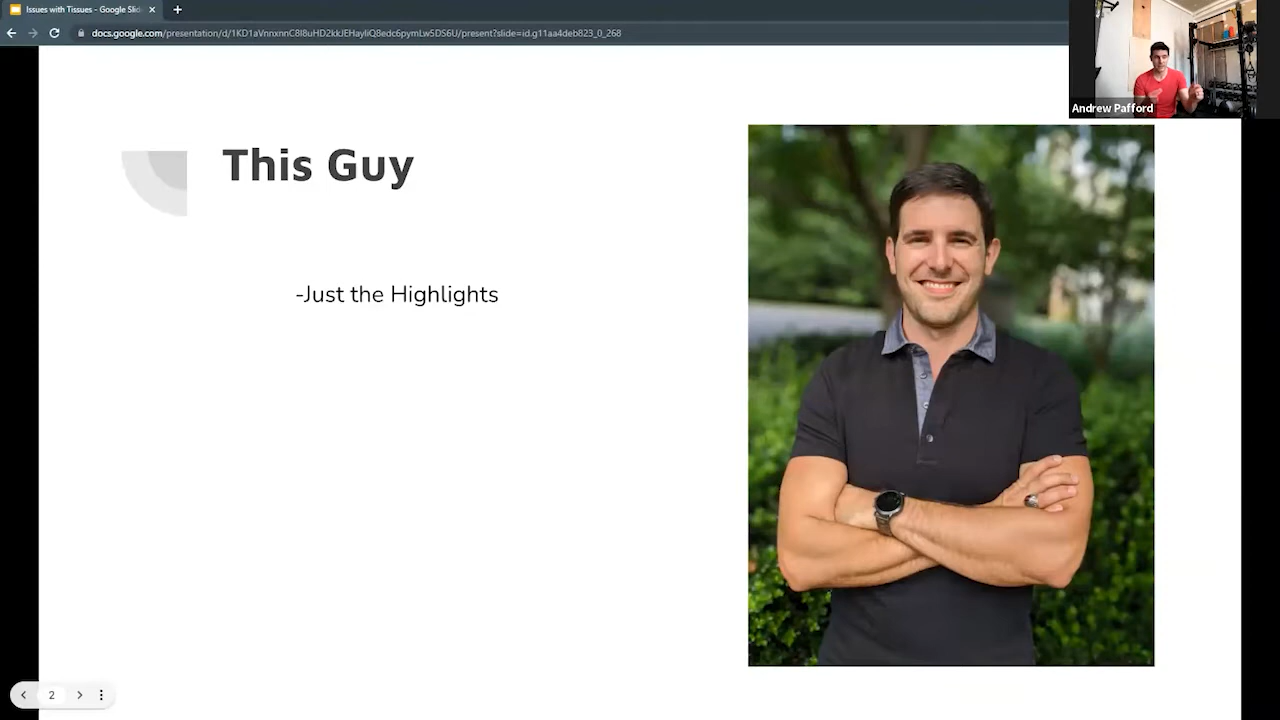 Issues with Tissues - Google Slid
docs.google.com/presentation/d/1KD1aVnnxnnC8I8uHD2kkJEHayliQ8edc6pymLw5DS6U/present?slide=id.g11aa4deb823_0_268
Andrew Pafford
This Guy
-Just the Highlights
2